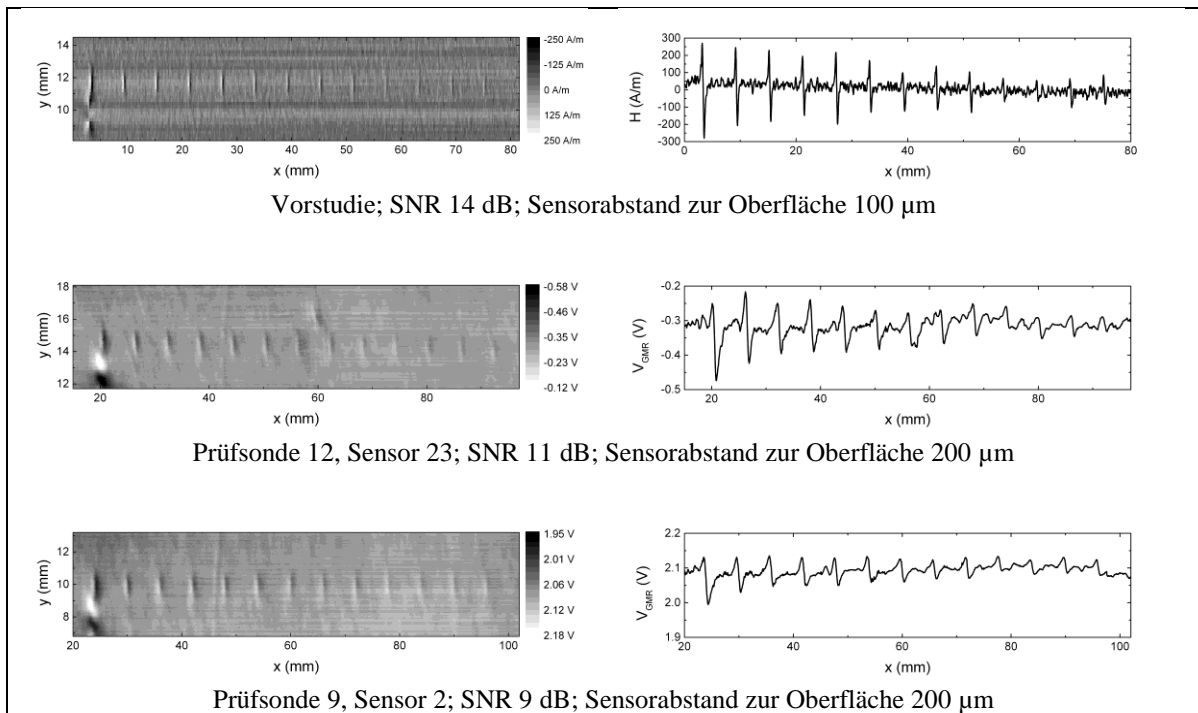 14
12
10
y (mm)
10 20 30 40 50 60 70 80
x (mm)
-250 A/m
-125 A/m
0 A/m
125 A/m
250 A/m
300
200
100
0
-100
-200
-300
H (A/m)
0 20 40 60 80
x (mm)
Vorstudie; SNR 14 dB; Sensorabstand zur Oberfläche 100 µm
18
16
14
12
y (mm)
20 40 60 80
x (mm)
-0.58 V
-0.46 V
-0.35 V
-0.23 V
-0.12 V
-0.2
-0.3
-0.4
-0.5
V_GMR (V)
20 40 60 80
x (mm)
Prüfsonde 12, Sensor 23; SNR 11 dB; Sensorabstand zur Oberfläche 200 µm
12
10
8
y (mm)
20 40 60 80 100
x (mm)
1.95 V
2.01 V
2.06 V
2.12 V
2.18 V
2.2
2.1
2.0
1.9
V_GMR (V)
20 40 60 80 100
x (mm)
Prüfsonde 9, Sensor 2; SNR 9 dB; Sensorabstand zur Oberfläche 200 µm